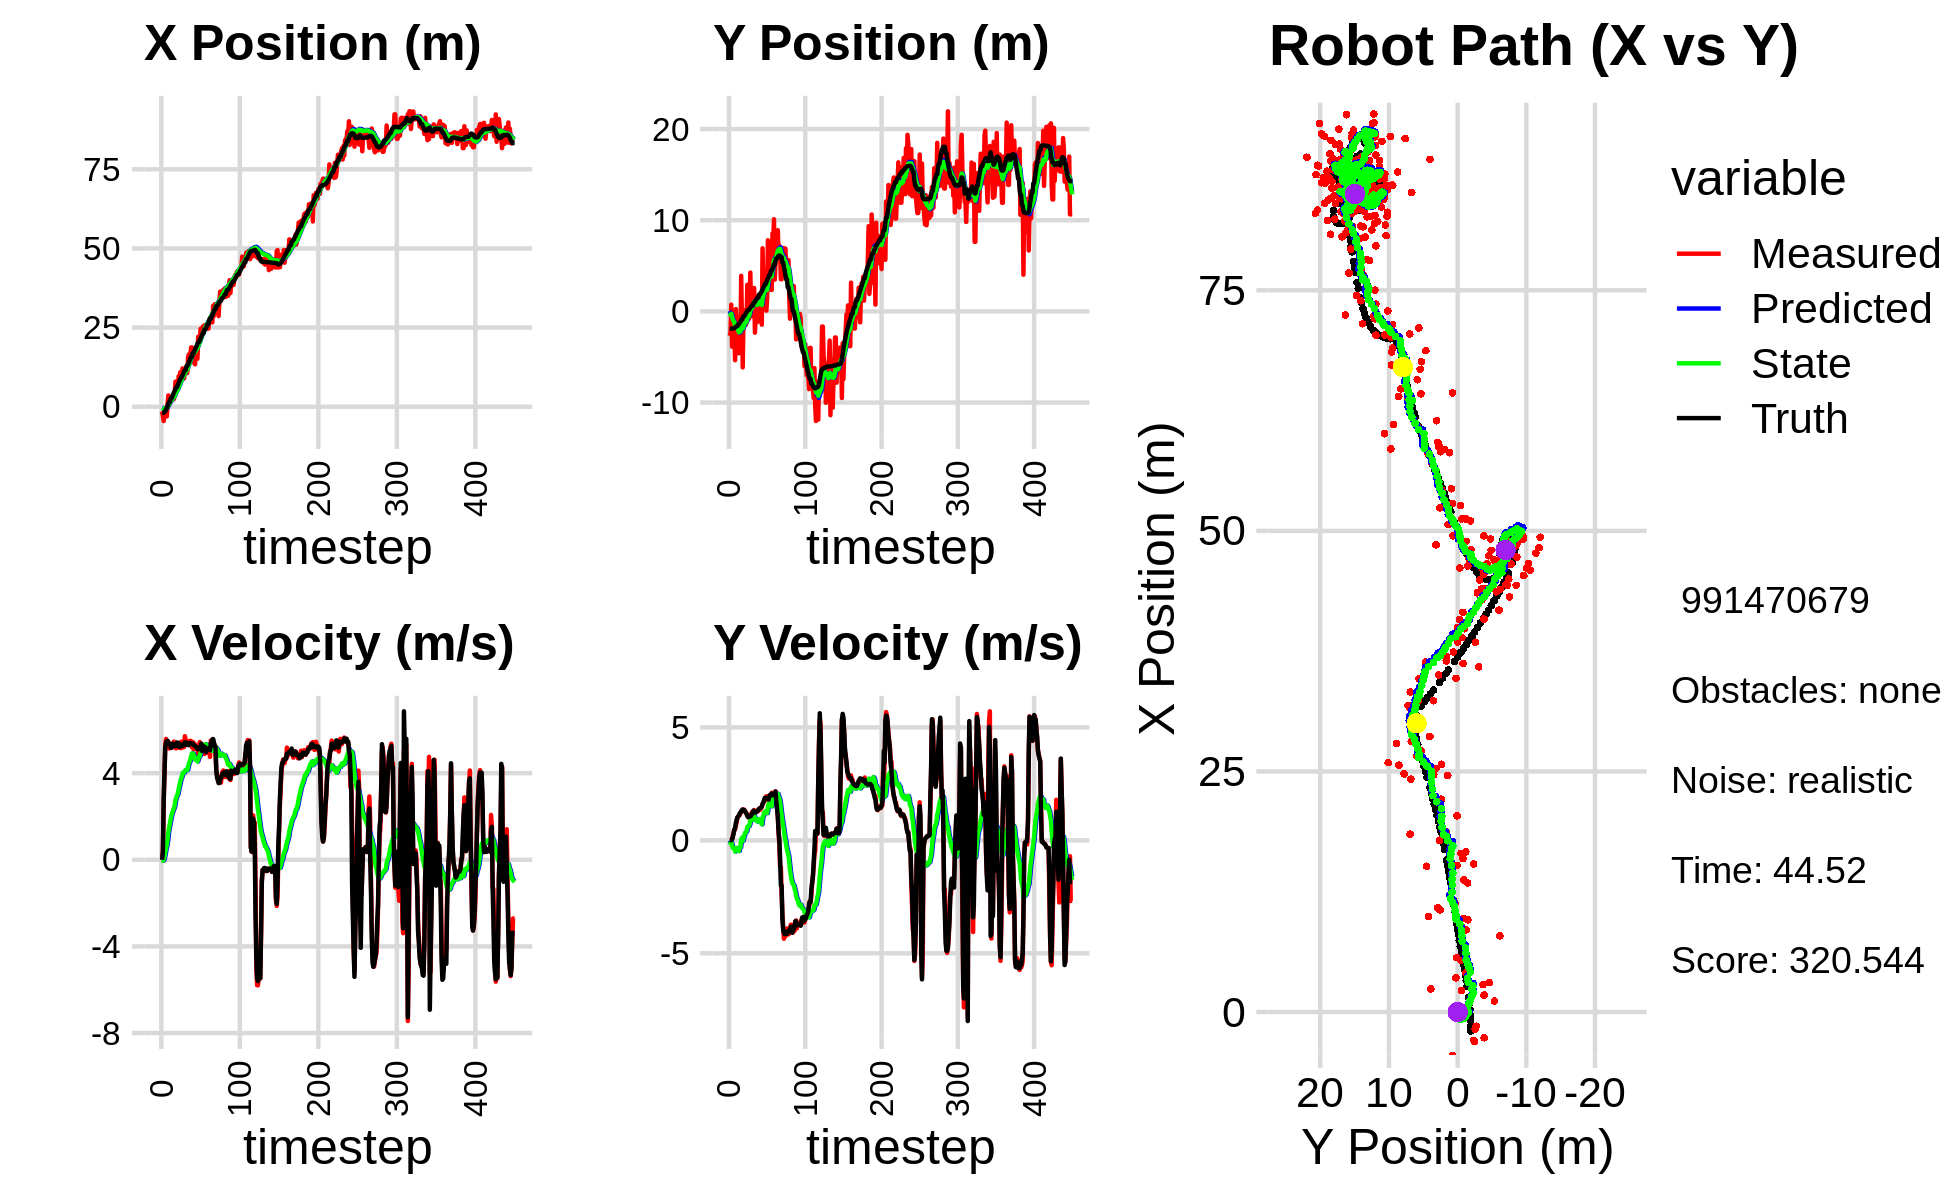 X Position (m)
75
50
25
0
0 100 200 300 400
timestep
Y Position (m)
20
10
0
-10
0 100 200 300 400
timestep
X Velocity (m/s)
4
0
-4
-8
0 100 200 300 400
timestep
Y Velocity (m/s)
5
0
-5
0 100 200 300 400
timestep
Robot Path (X vs Y)
X Position (m)
75
50
25
0
20 10 0 -10 -20
Y Position (m)
variable
Measured
Predicted
State
Truth
991470679
Obstacles: none
Noise: realistic
Time: 44.52
Score: 320.544